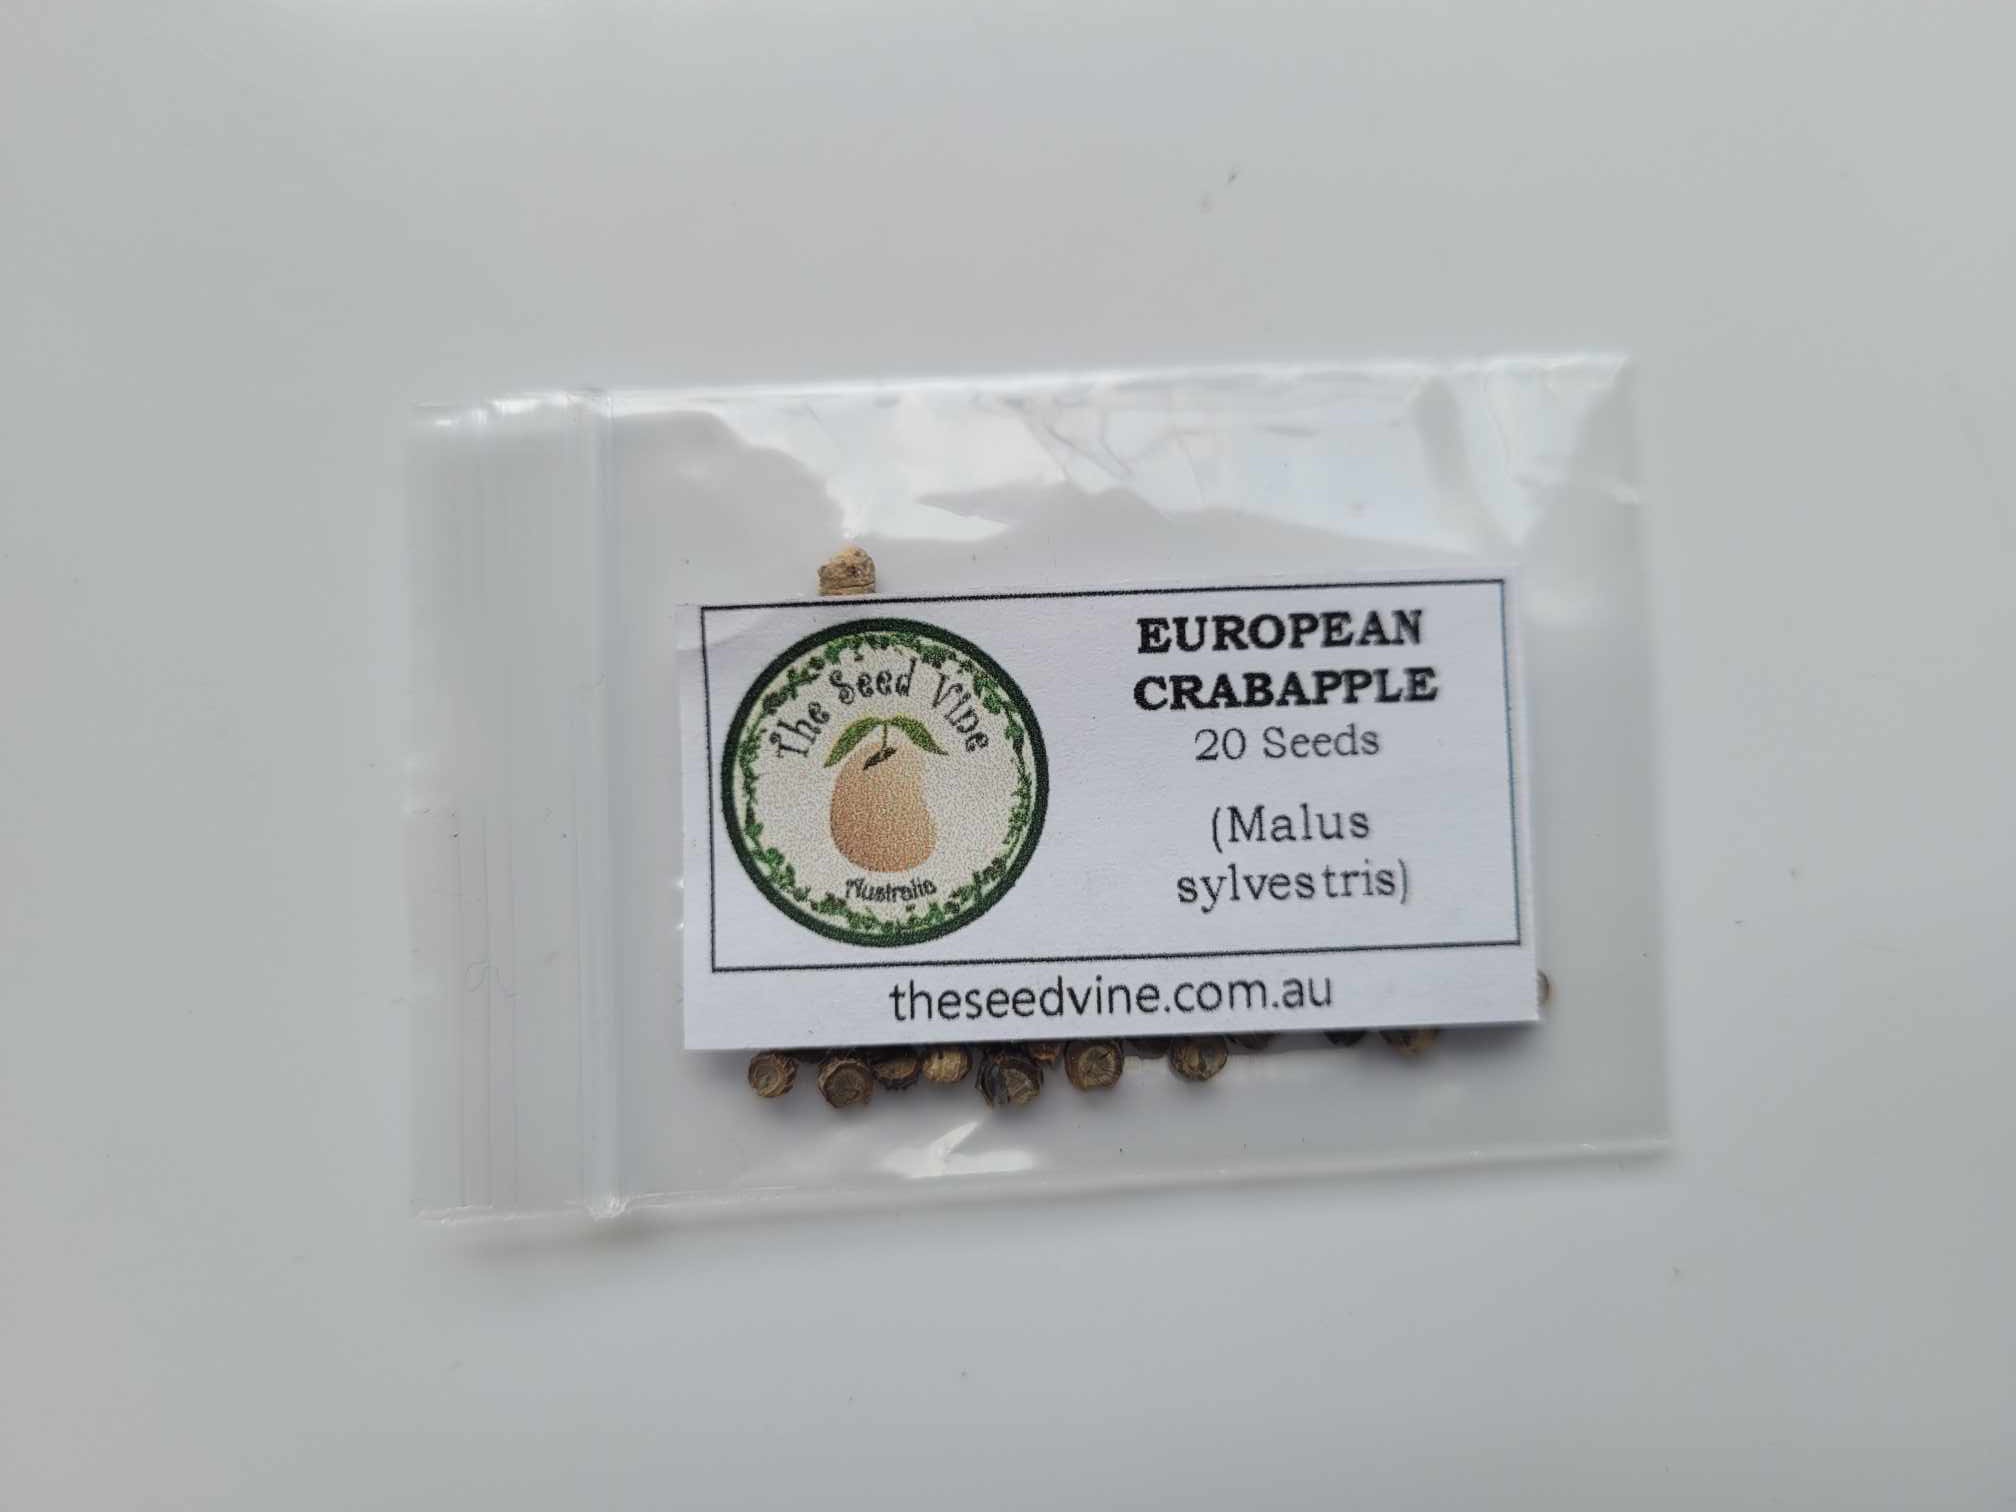 The Seed Vine
Australia
EUROPEAN
CRABAPPLE
20 Seeds
(Malus
sylvestris)
theseedvine.com.au